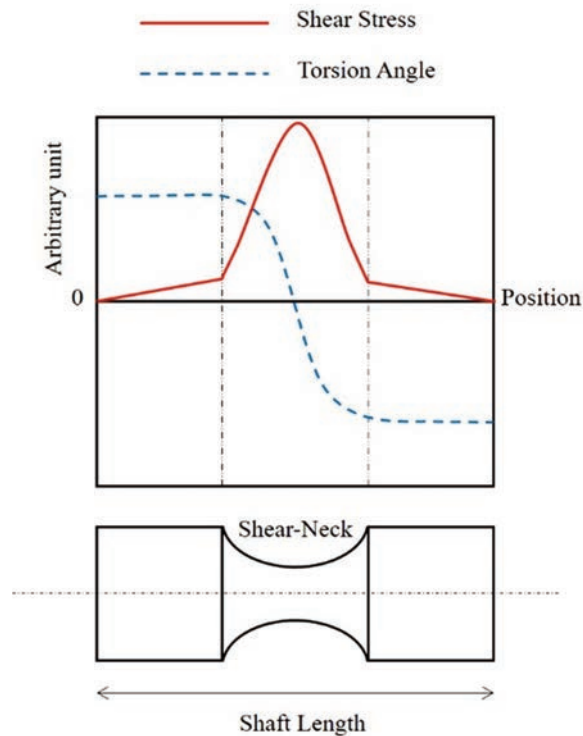 Shear Stress
Torsion Angle
Arbitrary unit
0
Position
Shear-Neck
Shaft Length